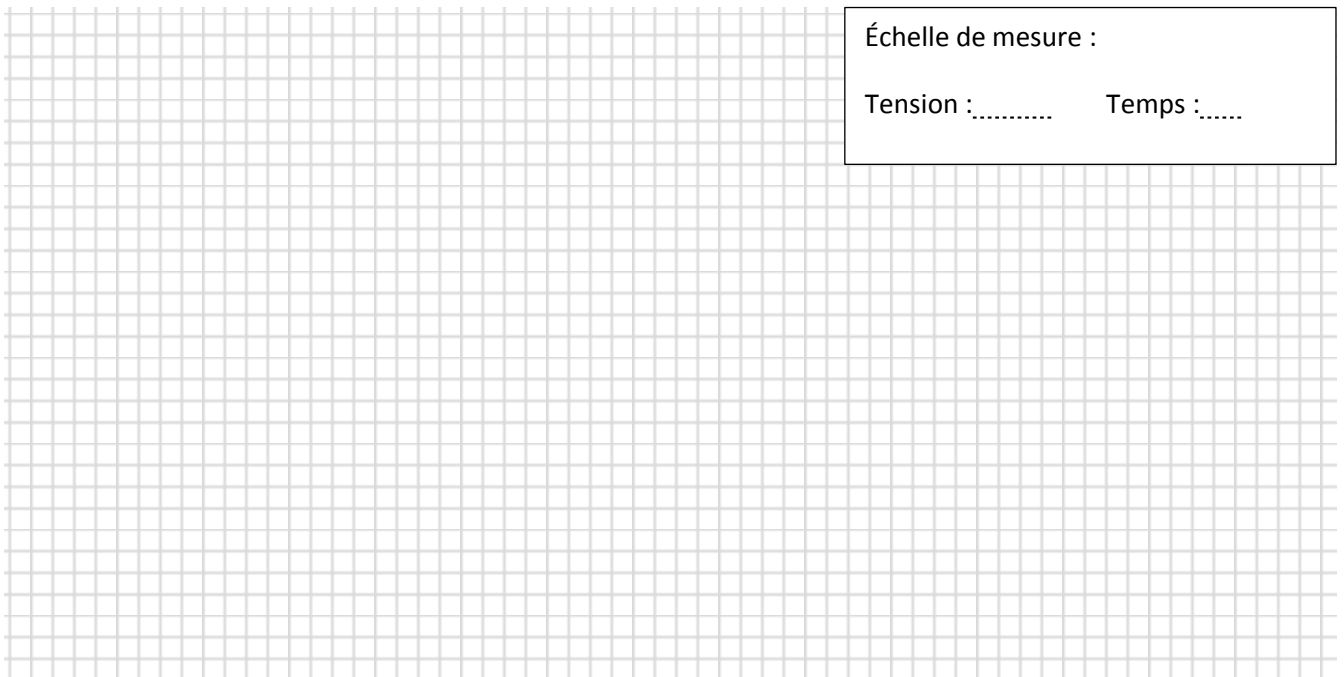 Échelle de mesure :
Tension :........... Temps :......